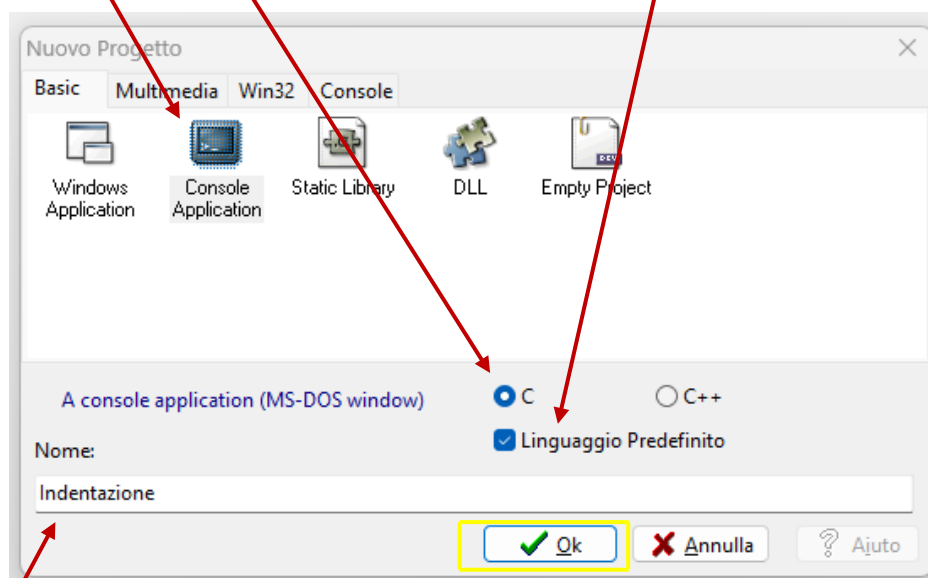 Nuovo Progetto
Basic Multimedia Win32 Console
Windows Application
Console Application
Static Library
DLL
Empty Project
DEV
A console application (MS-DOS window)
C
C++
Linguaggio Predefinito
Nome:
Indentazione
Ok
Annulla
Aiuto